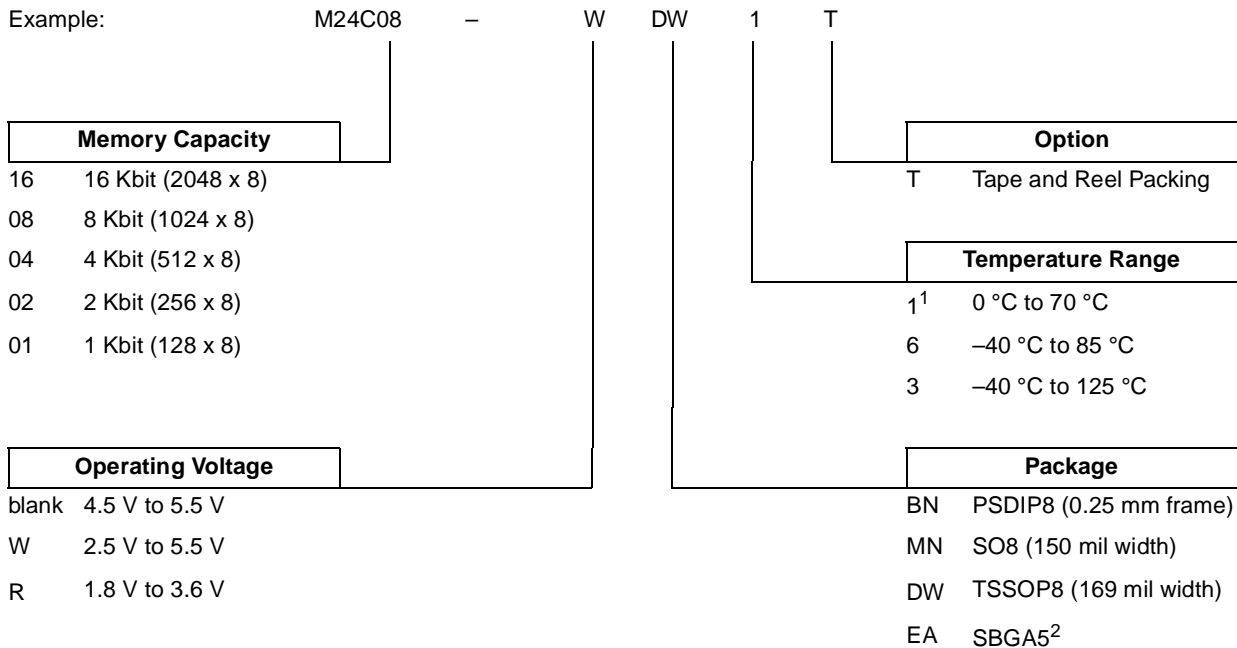 Example: M24C08 – W DW 1 T
Memory Capacity
16 16 Kbit (2048 x 8)
08 8 Kbit (1024 x 8)
04 4 Kbit (512 x 8)
02 2 Kbit (256 x 8)
01 1 Kbit (128 x 8)
Option
T Tape and Reel Packing
Temperature Range
1¹ 0 °C to 70 °C
6 –40 °C to 85 °C
3 –40 °C to 125 °C
Operating Voltage
blank 4.5 V to 5.5 V
W 2.5 V to 5.5 V
R 1.8 V to 3.6 V
Package
BN PSDIP8 (0.25 mm frame)
MN SO8 (150 mil width)
DW TSSOP8 (169 mil width)
EA SBGA5²